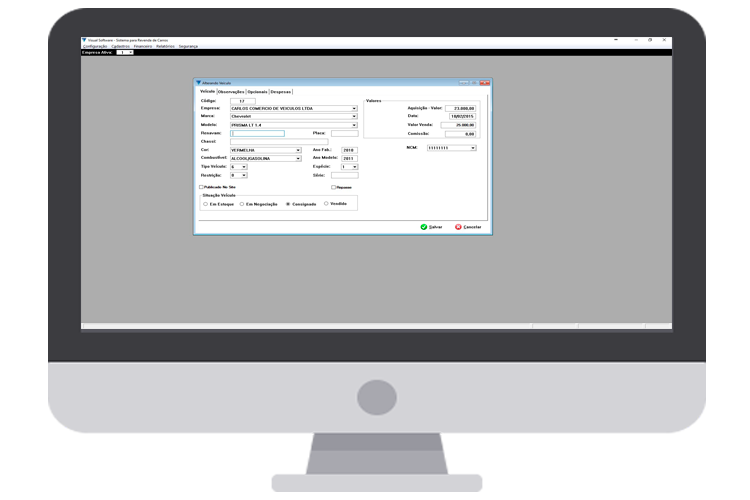 Visual Software - Sistema para Revenda de Carros
Configuração Cadastros Financeiro Relatórios Segurança
Empresa Ativa: 1
Alterando Veículo
Veículo Observações Opcionais Despesas
Código: 17
Empresa: CARLOS COMERCIO DE VEICULOS LTDA
Marca: Chevrolet
Modelo: PRISMA LT 1.4
Renavam: Placa:
Chassi:
Cor: VERMELHA Ano Fab.: 2010
Combustível: ALCOOL/GASOLINA Ano Modelo: 2011
Tipo Veículo: 6 Espécie: 1
Restrição: 0 Série:
Publicado No Site Repasse
Situação Veículo
Em Estoque Em Negociação Consignado Vendido
Valores
Aquisição - Valor: 23.000,00
Data: 10/02/2015
Valor Venda: 26.000,00
Comissão: 0,00
NCM: 11111111
Salvar Cancelar